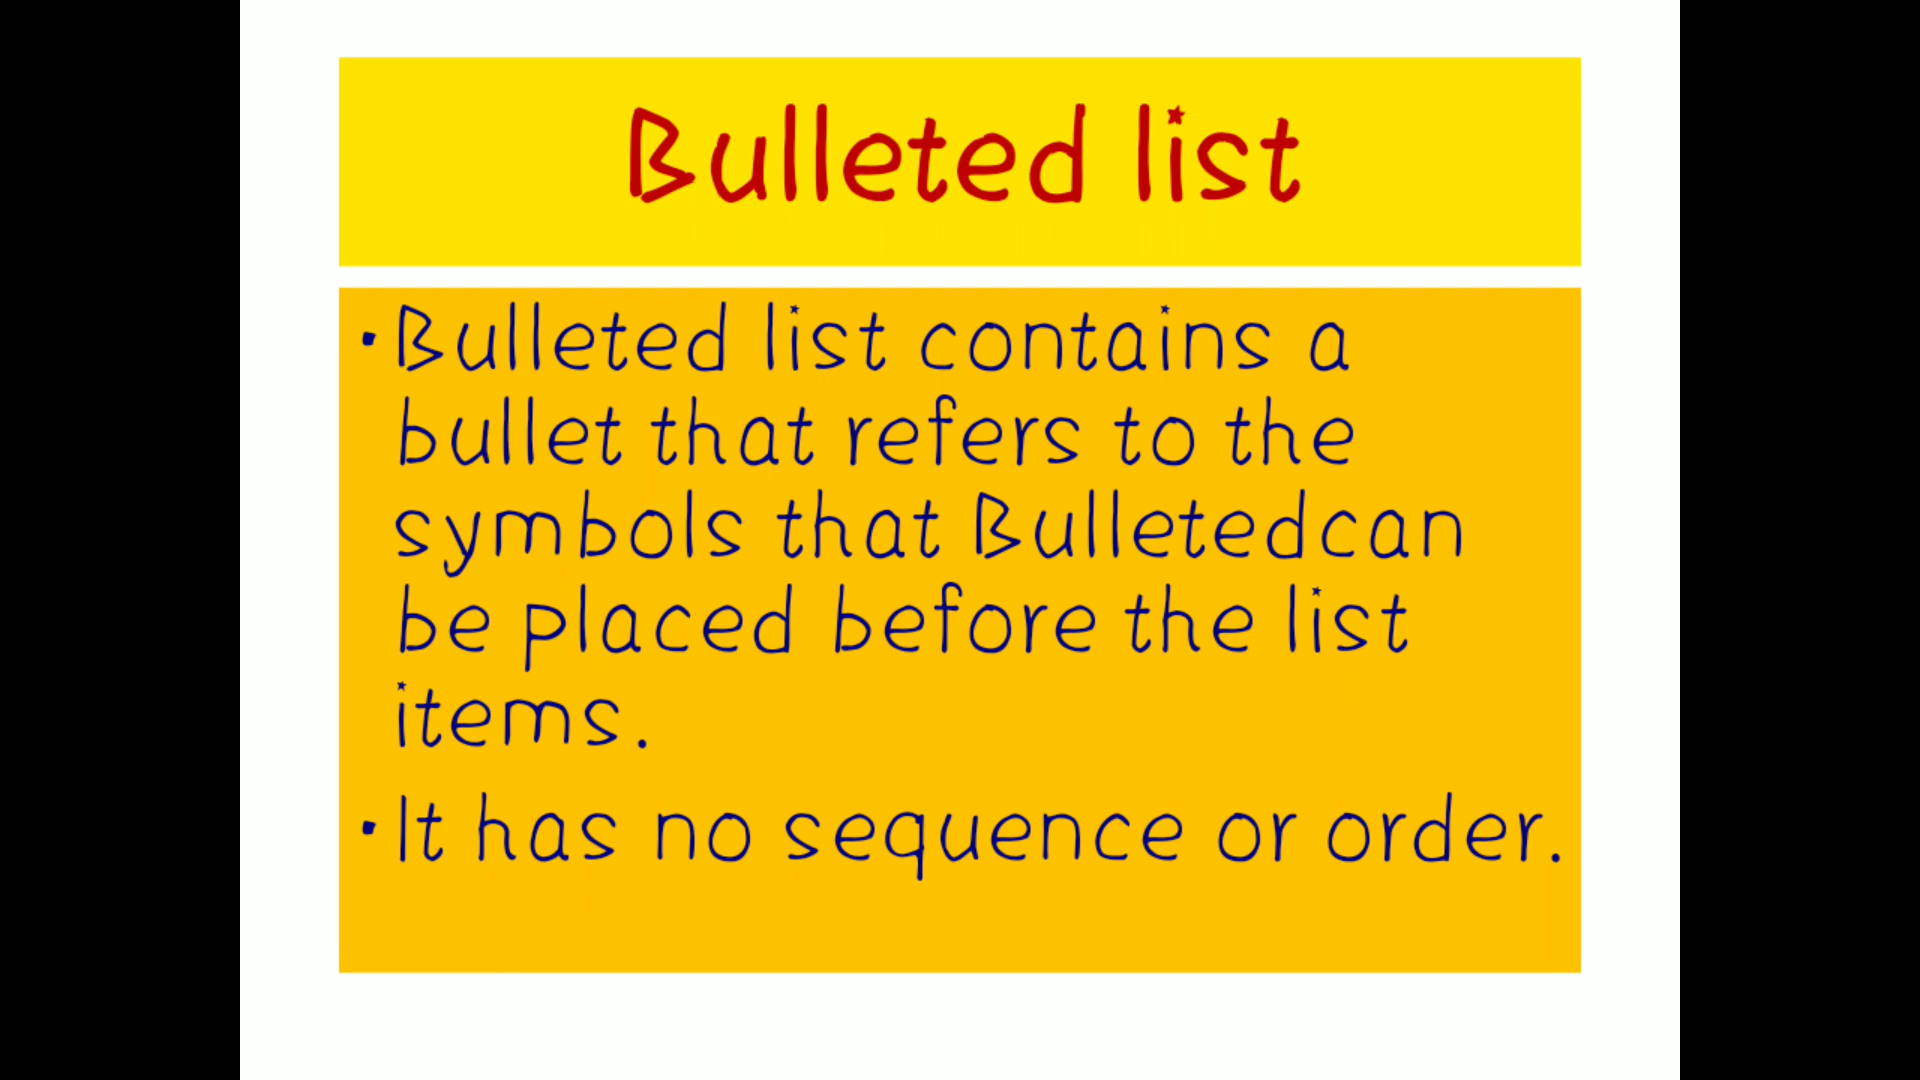 Bulleted list
• Bulleted list contains a
bullet that refers to the
symbols that Bulletedcan
be placed before the list
items.
• It has no sequence or order.